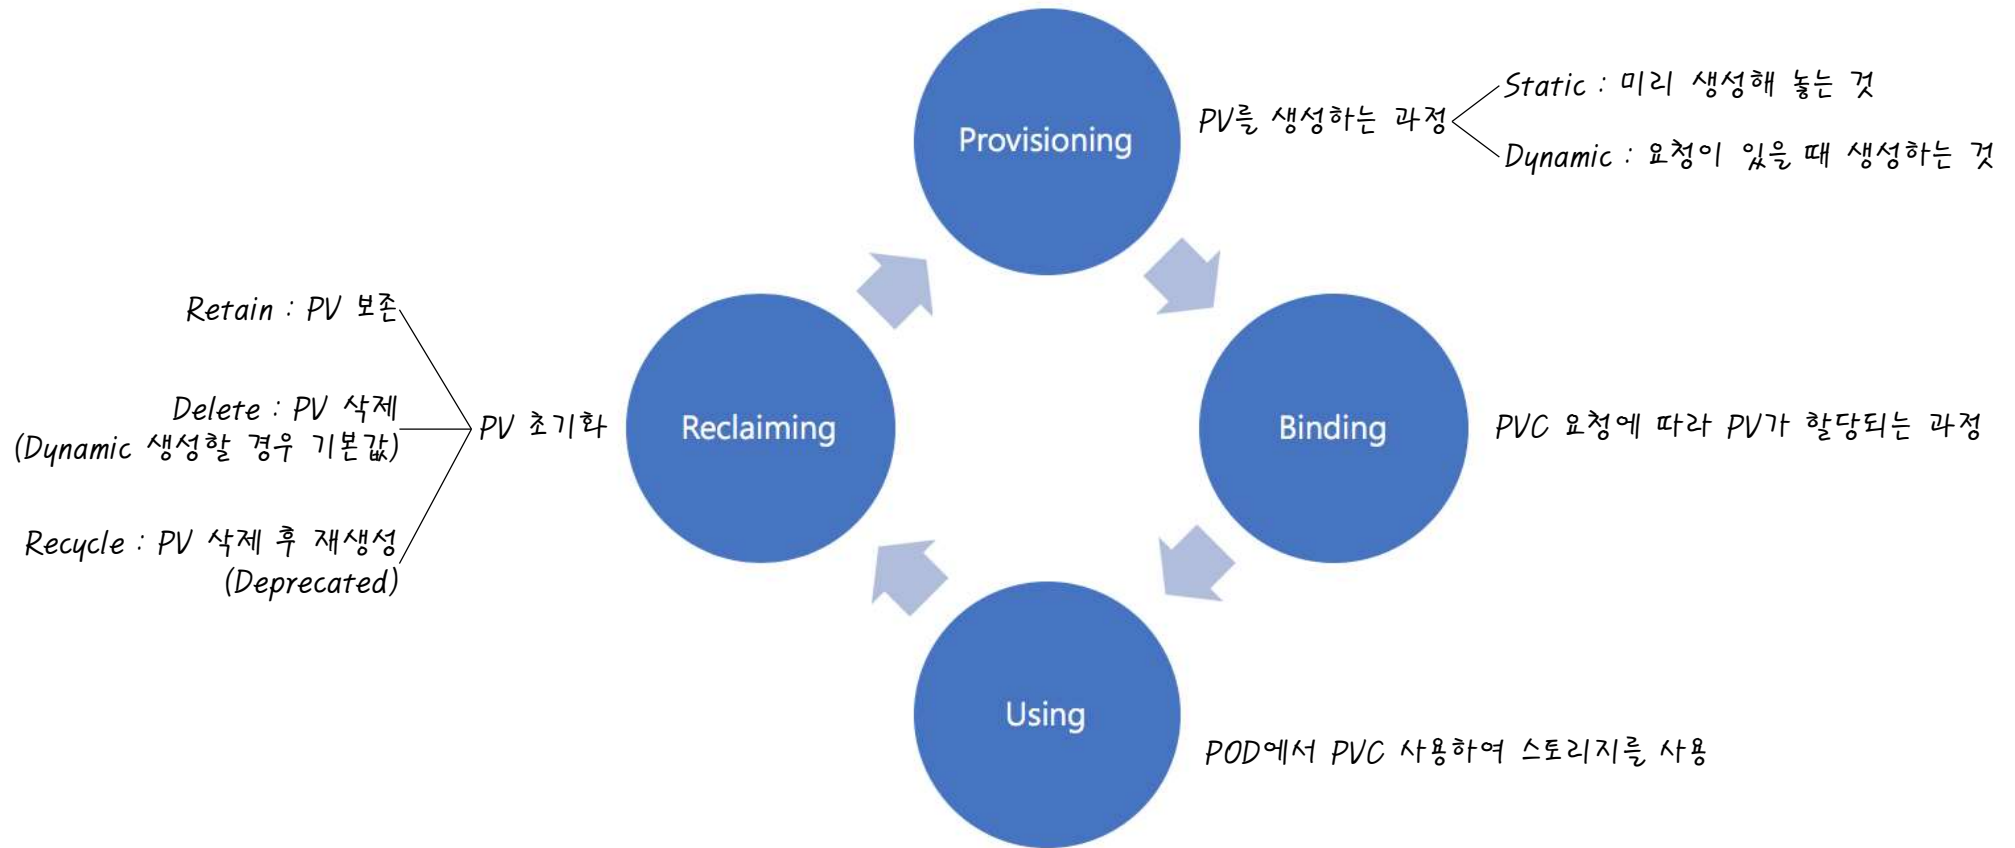 Provisioning
PV를 생성하는 과정
Static : 미리 생성해 놓는 것
Dynamic : 요청이 있을 때 생성하는 것
Binding
PVC 요청에 따라 PV가 할당되는 과정
Using
POD에서 PVC 사용하여 스토리지를 사용
Reclaiming
PV 초기화
Retain : PV 보존
Delete : PV 삭제
(Dynamic 생성할 경우 기본값)
Recycle : PV 삭제 후 재생성
(Deprecated)